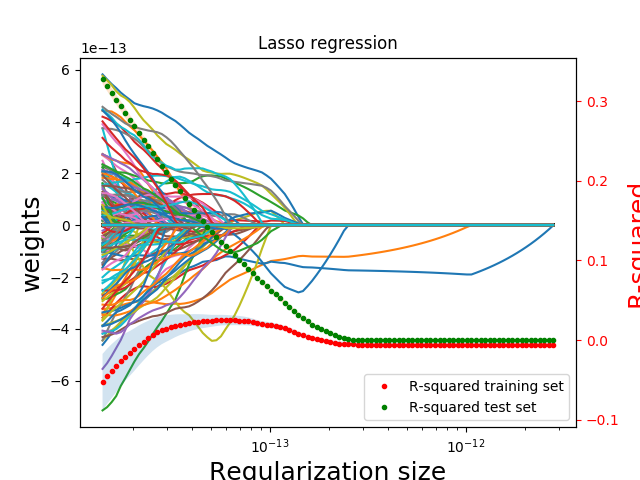 Lasso regression
1e−13
6
4
2
0
−2
−4
−6
weights
0.3
0.2
0.1
0.0
−0.1
R-squared
R-squared training set
R-squared test set
10⁻¹³ 10⁻¹²
Regularization size